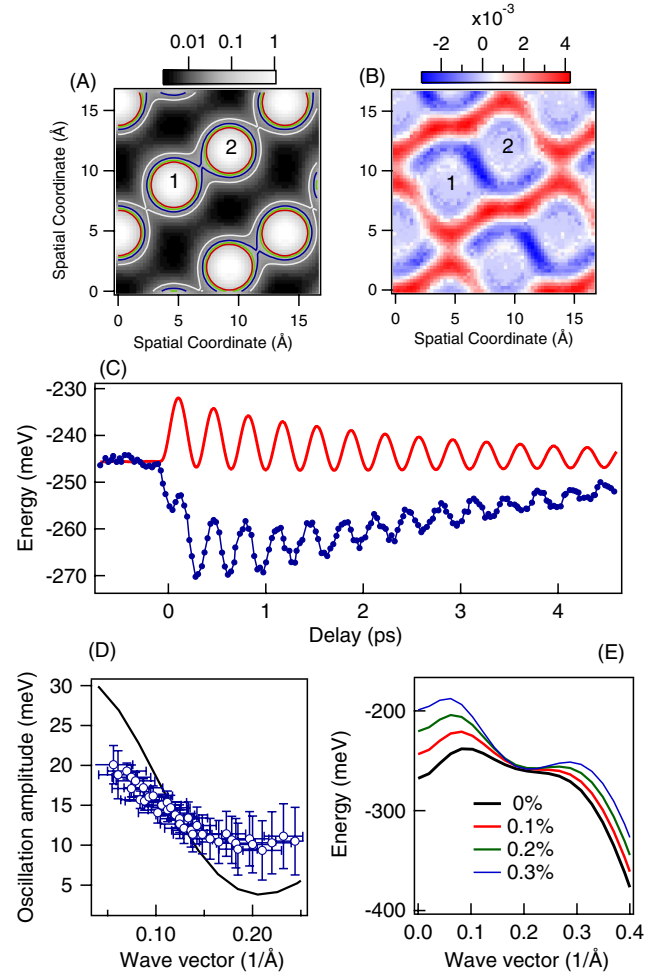 x10⁻³
0.01 0.1 1
-2 0 2 4
(A)
(B)
15
10
5
0
Spatial Coordinate (Å)
1
2
0 5 10 15
Spatial Coordinate (Å)
15
10
5
0
1
2
0 5 10 15
Spatial Coordinate (Å)
(C)
-230
-240
-250
-260
-270
Energy (meV)
0 1 2 3 4
Delay (ps)
(D)
30
25
20
15
10
5
Oscillation amplitude (meV)
0.10 0.20
Wave vector (1/Å)
(E)
-200
-300
-400
Energy (meV)
0%
0.1%
0.2%
0.3%
0.0 0.1 0.2 0.3 0.4
Wave vector (1/Å)